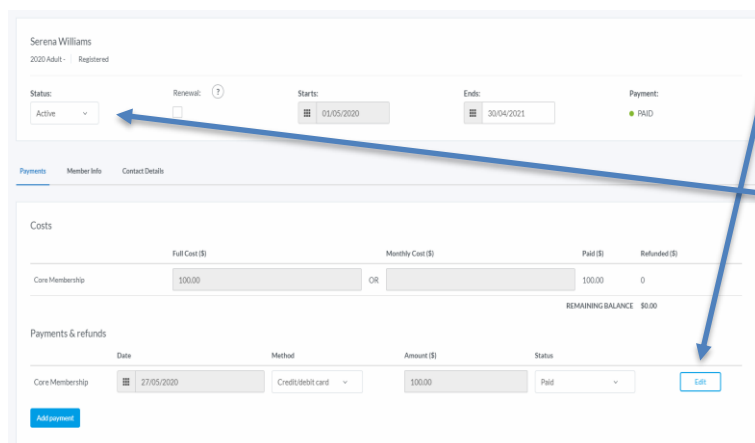 Serena Williams
2020 Adult - Registered
Status: Renewal: ? Starts: Ends: Payment:
Active 01/05/2020 30/04/2021 PAID
Payments Member Info Contact Details
Costs
Full Cost ($) Monthly Cost ($) Paid ($) Refunded ($)
Core Membership 100.00 OR 100.00 0
REMAINING BALANCE $0.00
Payments & refunds
Date Method Amount ($) Status
Core Membership 27/05/2020 Credit/debit card 100.00 Paid Edit
Add payment